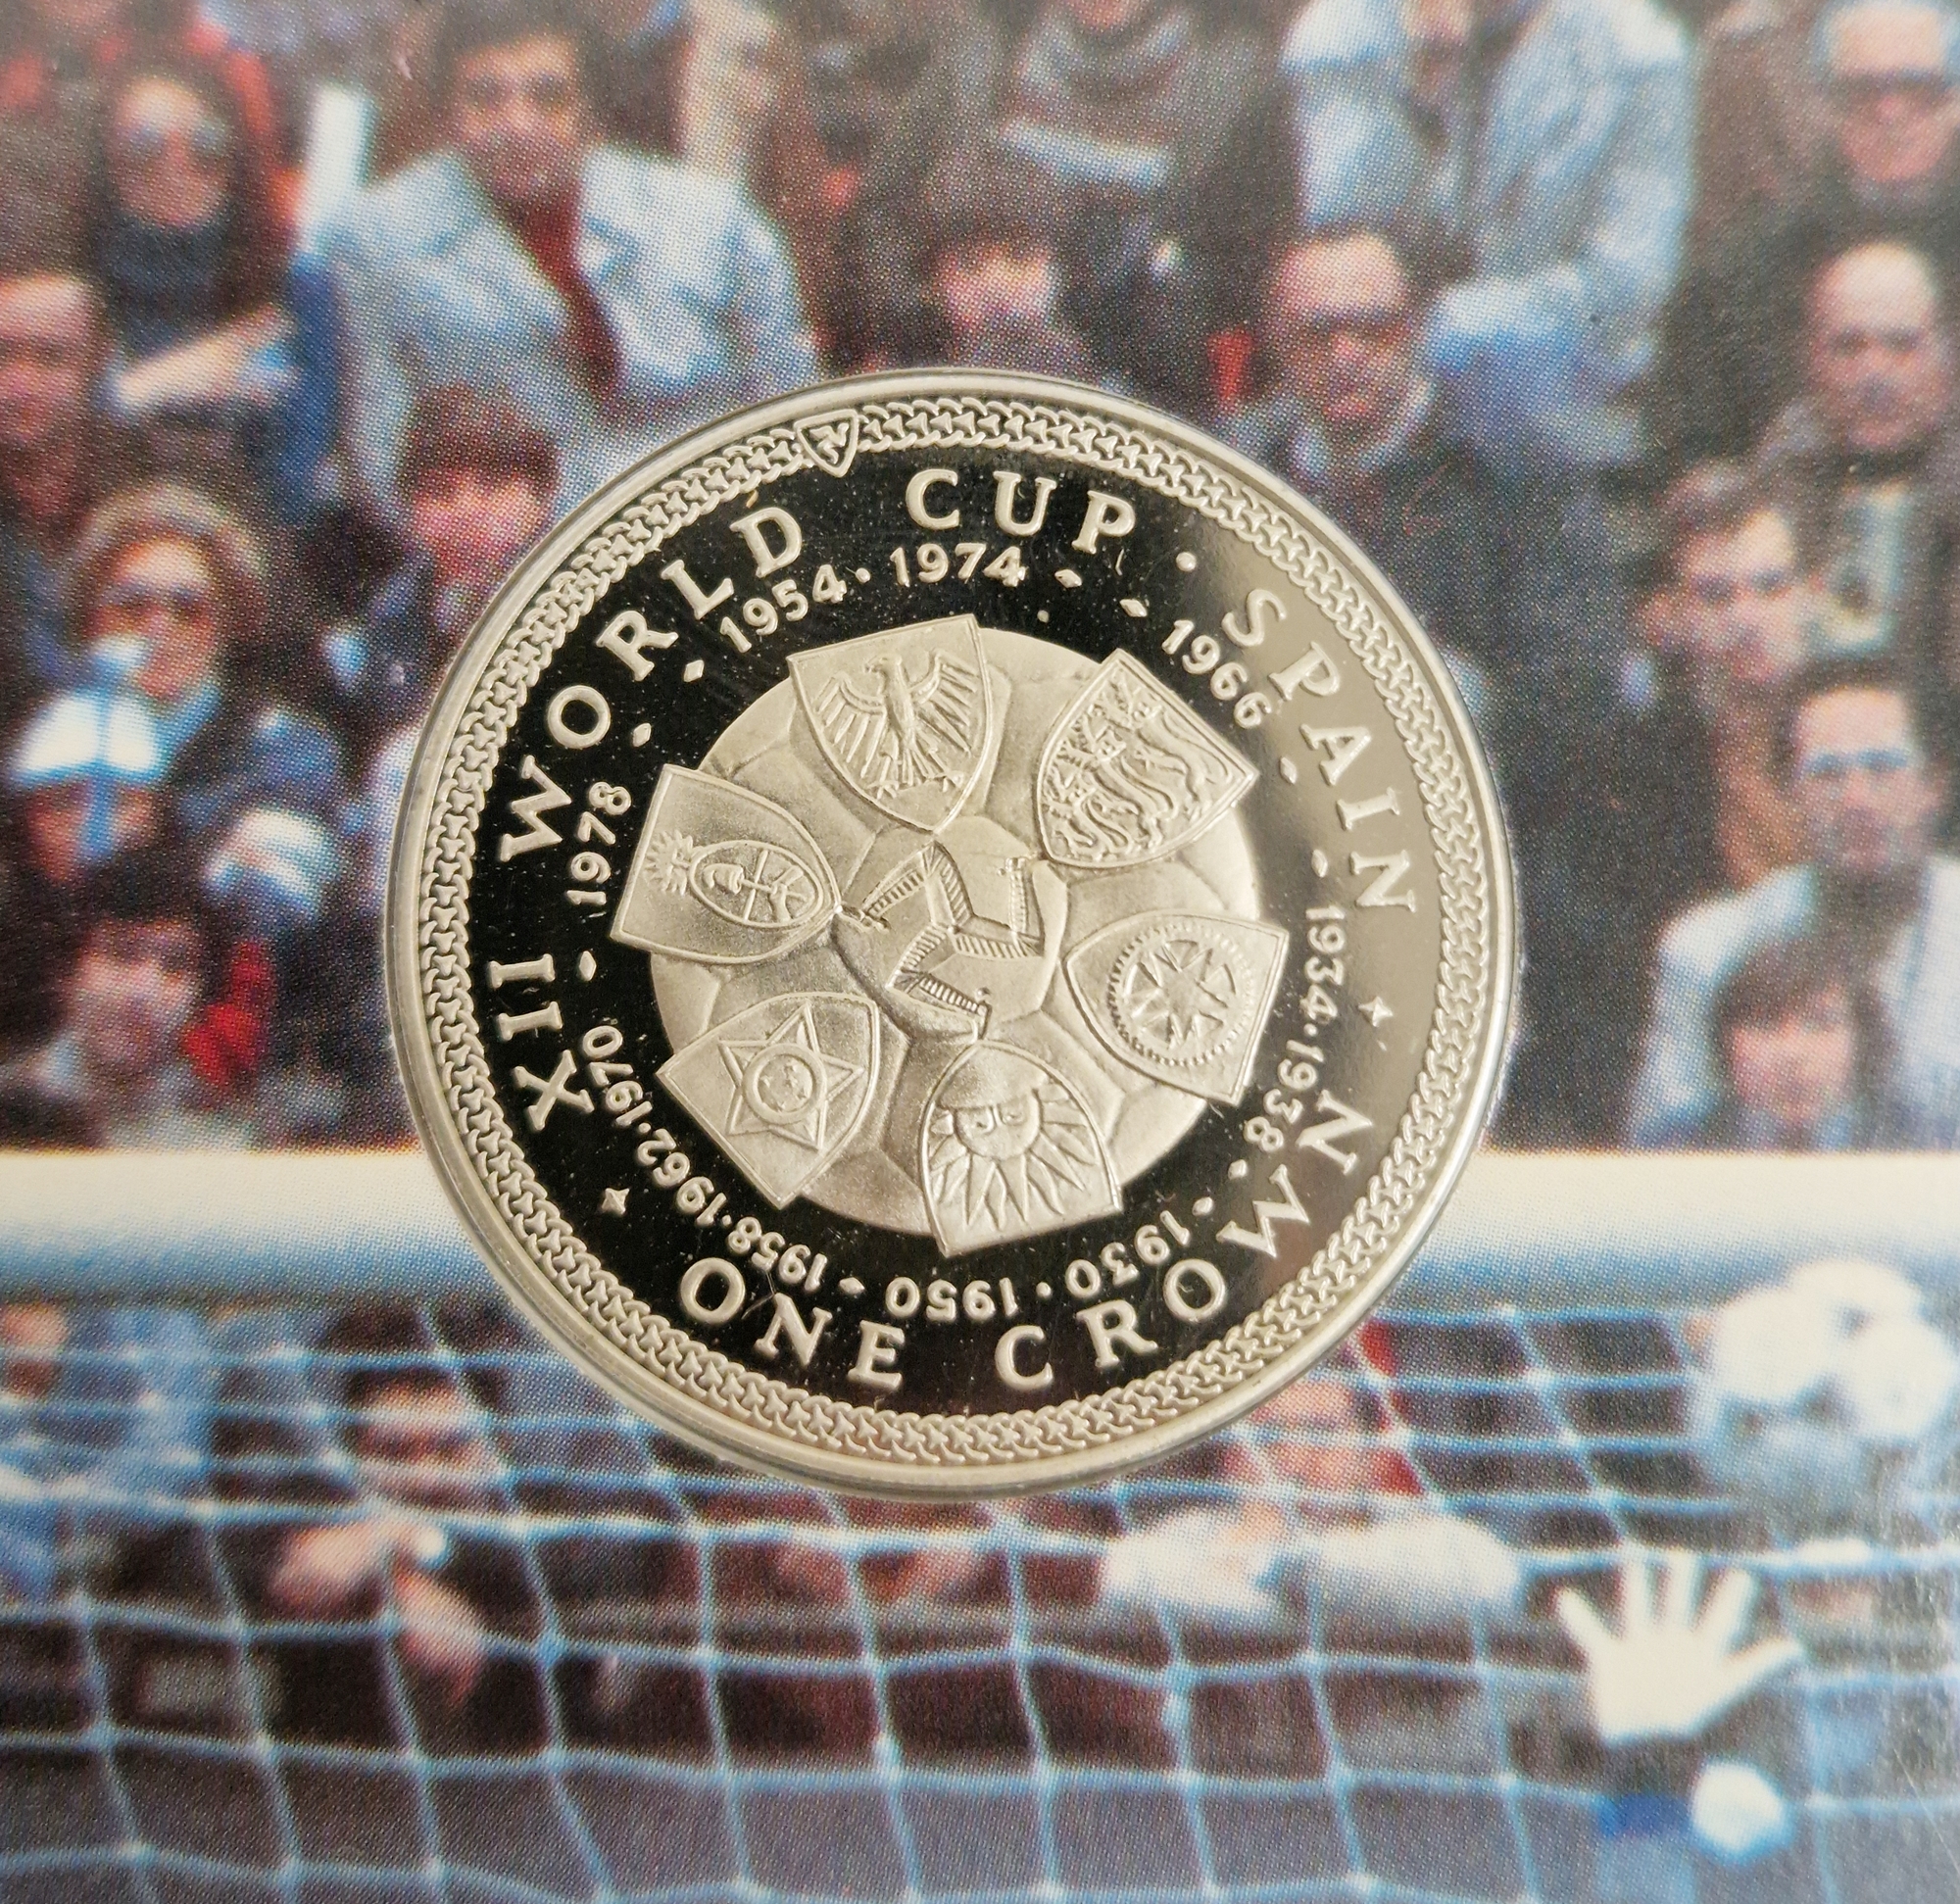 XII WORLD CUP · SPAIN
ONE CROWN
1954 · 1974
1966
1934 · 1938
1930 · 1950
1958 · 1962 · 1970
1978